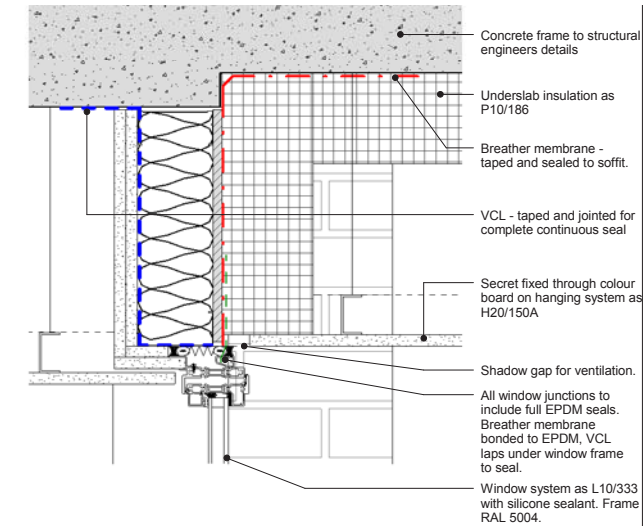 Concrete frame to structural
engineers details
Underslab insulation as
P10/186
Breather membrane -
taped and sealed to soffit.
VCL - taped and jointed for
complete continuous seal
Secret fixed through colour
board on hanging system as
H20/150A
Shadow gap for ventilation.
All window junctions to
include full EPDM seals.
Breather membrane
bonded to EPDM, VCL
laps under window frame
to seal.
Window system as L10/333
with silicone sealant. Frame
RAL 5004.